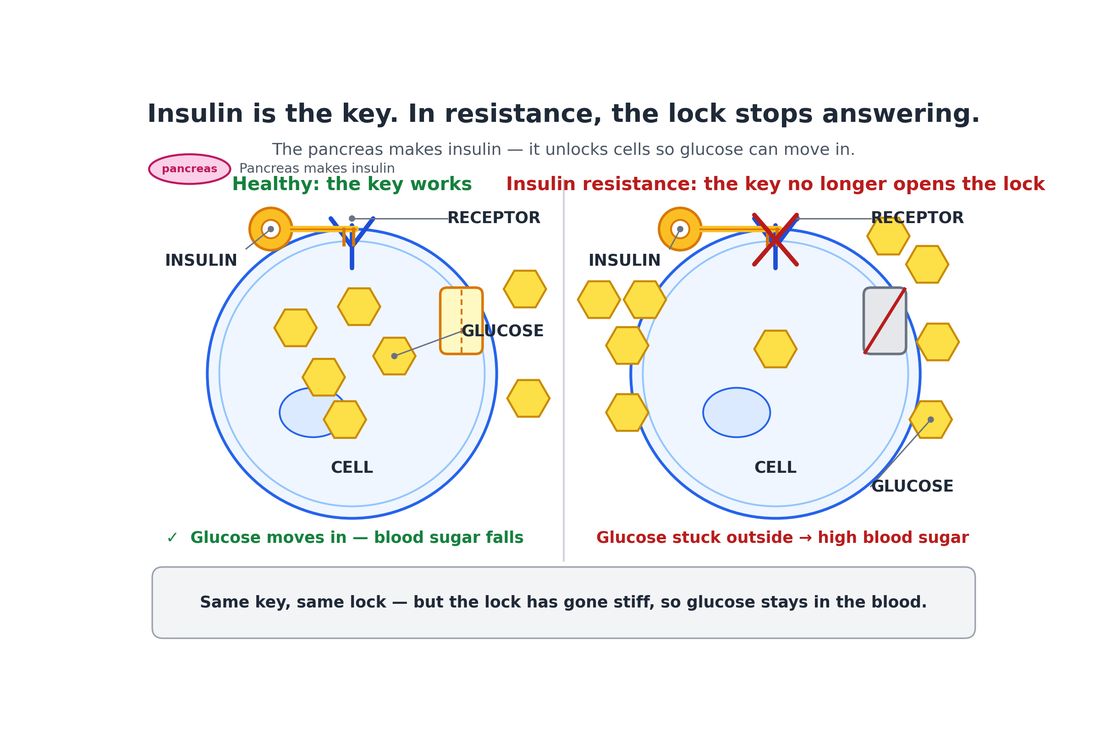 Insulin is the key. In resistance, the lock stops answering.
The pancreas makes insulin — it unlocks cells so glucose can move in.
pancreas
Pancreas makes insulin
Healthy: the key works
RECEPTOR
INSULIN
GLUCOSE
CELL
✓ Glucose moves in — blood sugar falls
Insulin resistance: the key no longer opens the lock
RECEPTOR
INSULIN
CELL
GLUCOSE
Glucose stuck outside → high blood sugar
Same key, same lock — but the lock has gone stiff, so glucose stays in the blood.